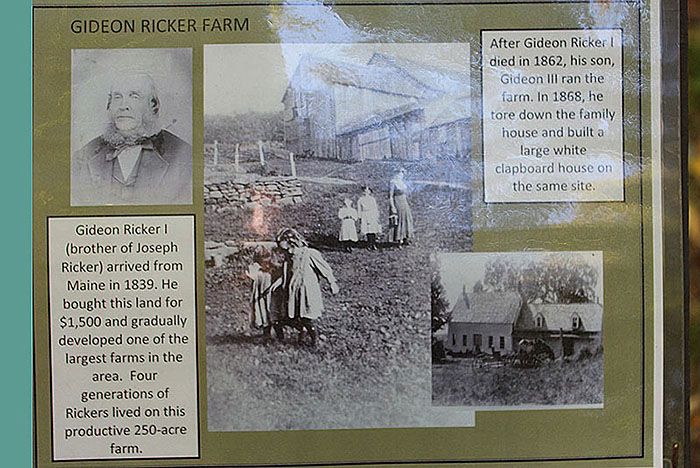 GIDEON RICKER FARM
After Gideon Ricker I
died in 1862, his son,
Gideon III ran the
farm. In 1868, he
tore down the family
house and built a
large white
clapboard house on
the same site.
Gideon Ricker I
(brother of Joseph
Ricker) arrived from
Maine in 1839. He
bought this land for
$1,500 and gradually
developed one of the
largest farms in the
area. Four
generations of
Rickers lived on this
productive 250-acre
farm.